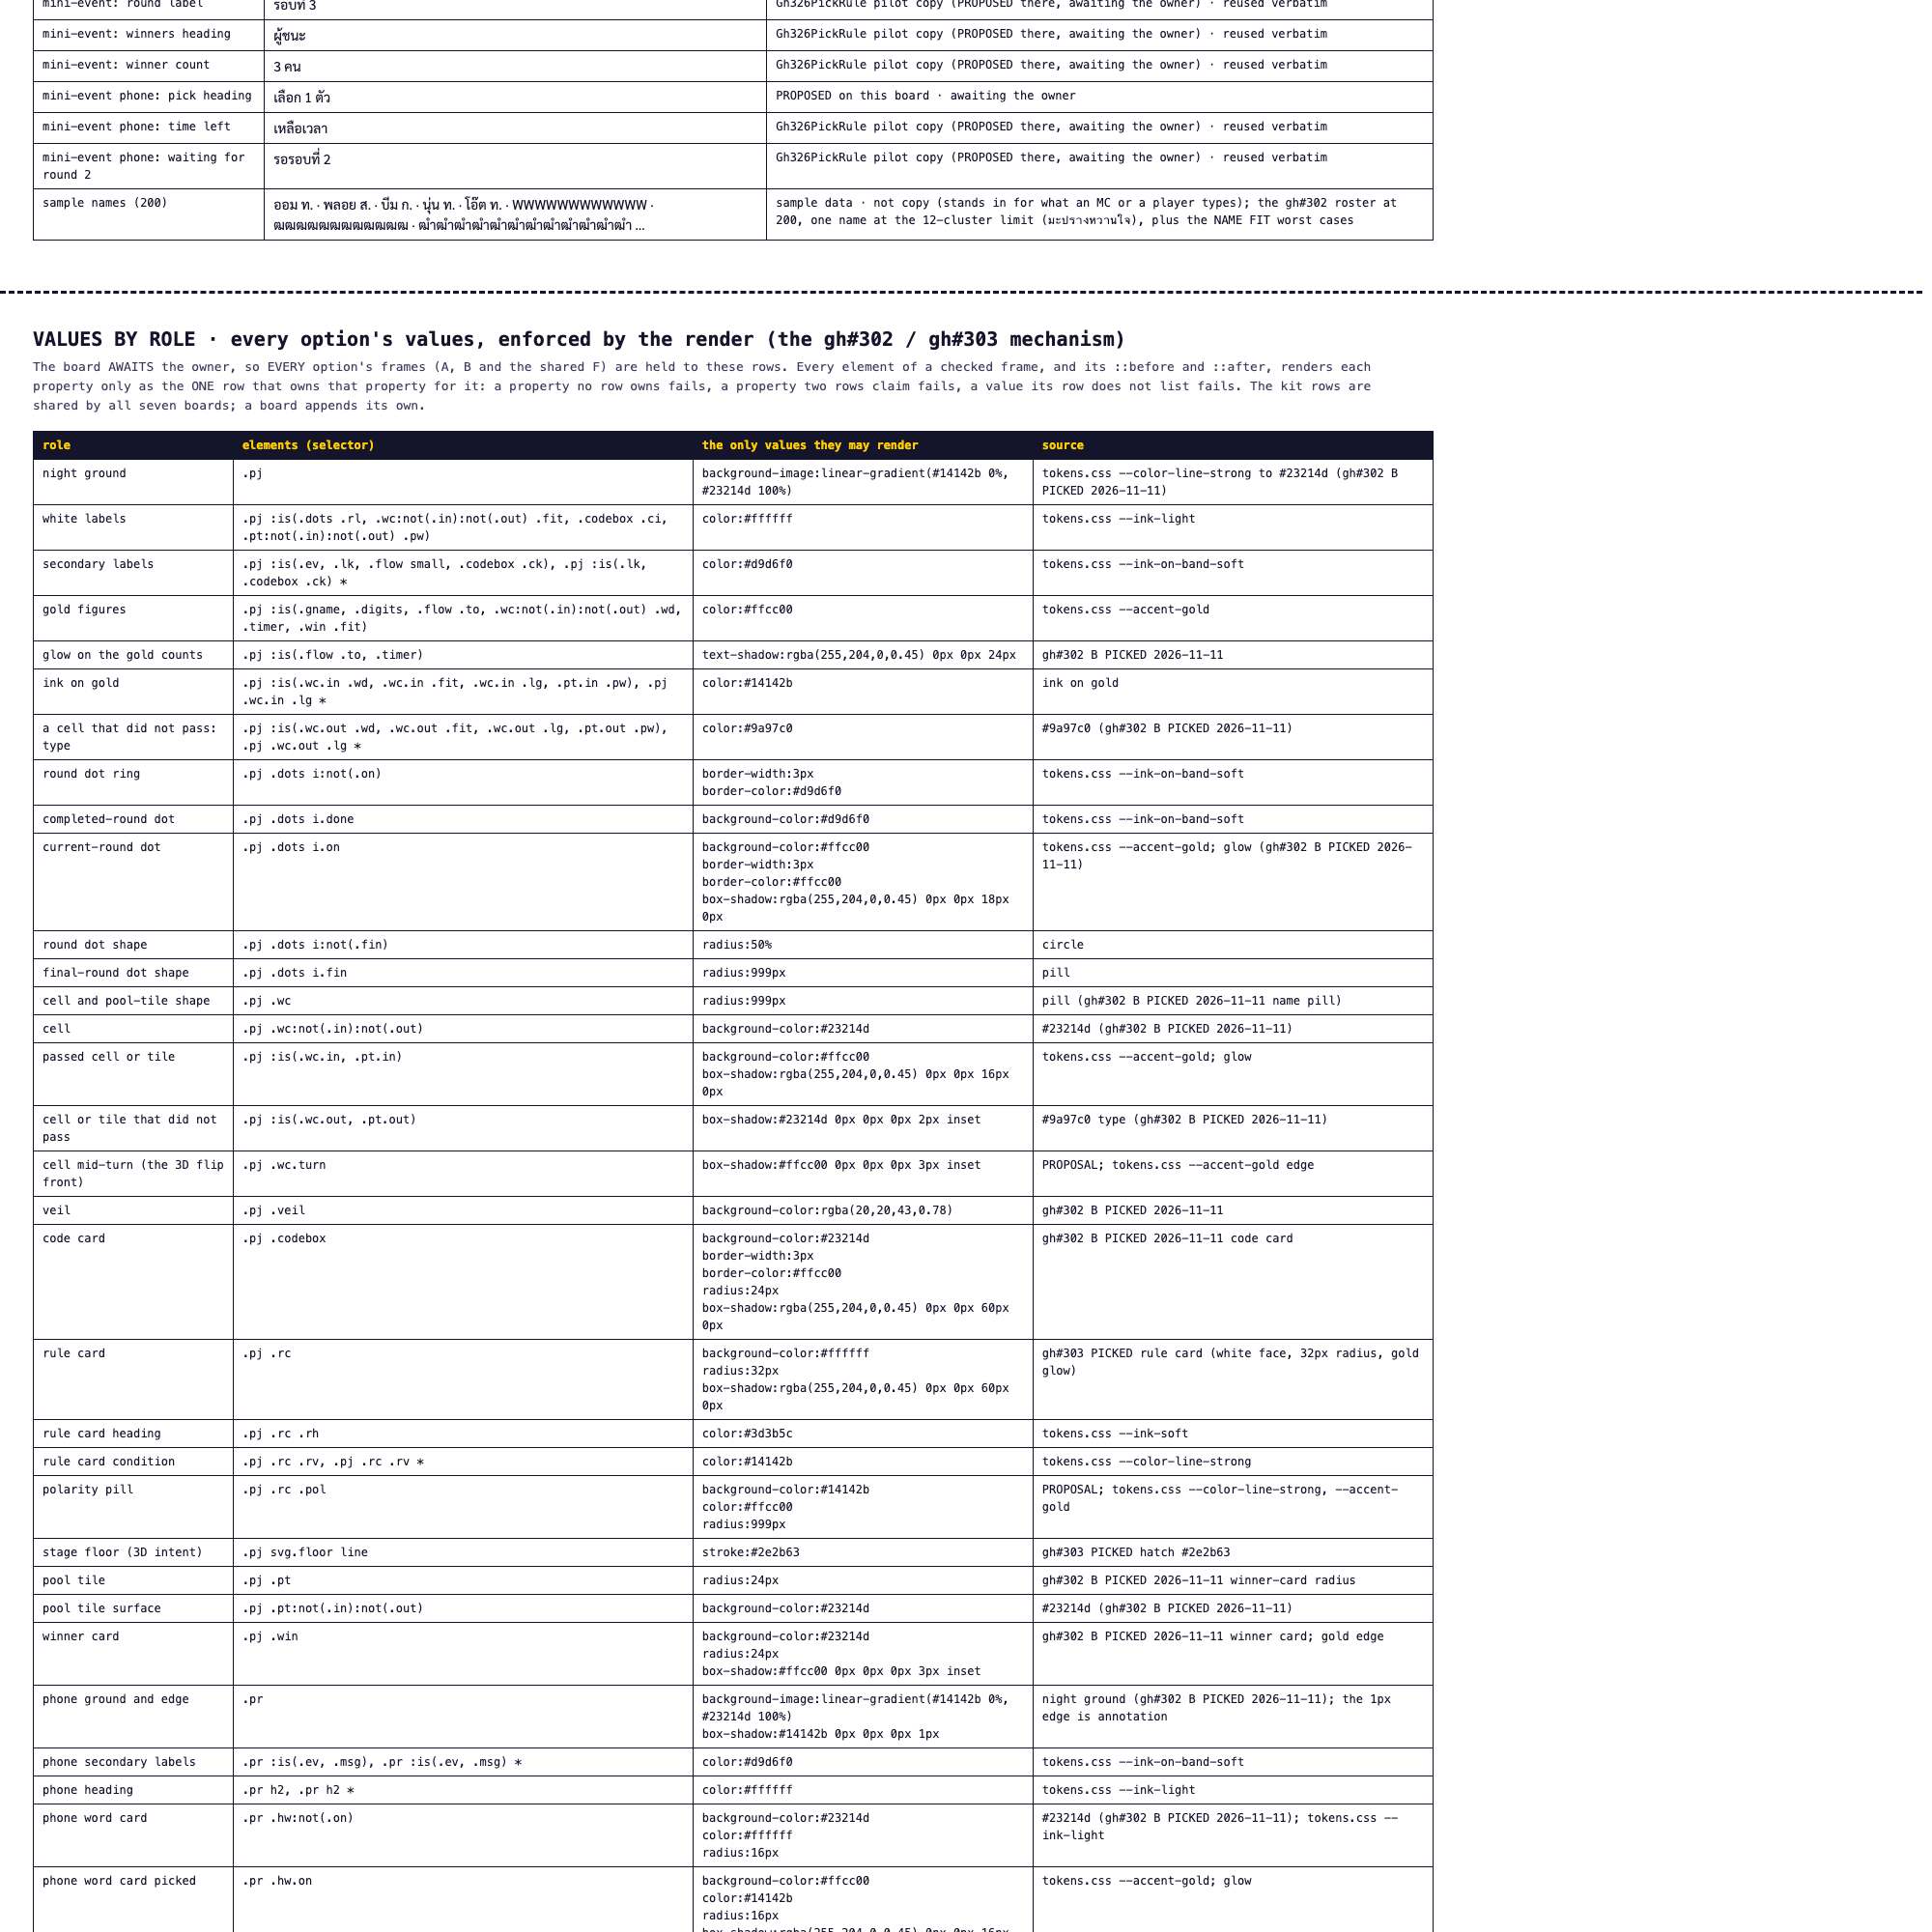 mini-event: round label
รอบที่ 3
Gh326PickRule pilot copy (PROPOSED there, awaiting the owner) · reused verbatim
mini-event: winners heading
ผู้ชนะ
Gh326PickRule pilot copy (PROPOSED there, awaiting the owner) · reused verbatim
mini-event: winner count
3 คน
Gh326PickRule pilot copy (PROPOSED there, awaiting the owner) · reused verbatim
mini-event phone: pick heading
เลือก 1 ตัว
PROPOSED on this board · awaiting the owner
mini-event phone: time left
เหลือเวลา
Gh326PickRule pilot copy (PROPOSED there, awaiting the owner) · reused verbatim
mini-event phone: waiting for
round 2
รอรอบที่ 2
Gh326PickRule pilot copy (PROPOSED there, awaiting the owner) · reused verbatim
sample names (200)
ออม ท. · พลอย ส. · บีม ก. · นุ่น ท. · โอ๊ต ท. · WWWWWWWWWWWW ·
sample data · not copy (stands in for what an MC or a player types); the gh#302 roster at
200, one name at the 12-cluster limit (มะปรางหวานใจ), plus the NAME FIT worst cases
VALUES BY ROLE · every option's values, enforced by the render (the gh#302 / gh#303 mechanism)
The board AWAITS the owner, so EVERY option's frames (A, B and the shared F) are held to these rows. Every element of a checked frame, and its ::before and ::after, renders each
property only as the ONE row that owns that property for it: a property no row owns fails, a property two rows claim fails, a value its row does not list fails. The kit rows are
shared by all seven boards; a board appends its own.
role
elements (selector)
the only values they may render
source
night ground
.pj
background-image:linear-gradient(#14142b 0%,
#23214d 100%)
tokens.css --color-line-strong to #23214d (gh#302 B
PICKED 2026-11-11)
white labels
.pj :is(.dots .rl, .wc:not(.in):not(.out) .fit, .codebox .ci,
.pt:not(.in):not(.out) .pw)
color:#ffffff
tokens.css --ink-light
secondary labels
.pj :is(.ev, .lk, .flow small, .codebox .ck), .pj :is(.lk,
.codebox .ck) *
color:#d9d6f0
tokens.css --ink-on-band-soft
gold figures
.pj :is(.gname, .digits, .flow .to, .wc:not(.in):not(.out) .wd,
.timer, .win .fit)
color:#ffcc00
tokens.css --accent-gold
glow on the gold counts
.pj :is(.flow .to, .timer)
text-shadow:rgba(255,204,0,0.45) 0px 0px 24px
gh#302 B PICKED 2026-11-11
ink on gold
.pj :is(.wc.in .wd, .wc.in .fit, .wc.in .lg, .pt.in .pw), .pj
.wc.in .lg *
color:#14142b
ink on gold
a cell that did not pass:
type
.pj :is(.wc.out .wd, .wc.out .fit, .wc.out .lg, .pt.out .pw),
.pj .wc.out .lg *
color:#9a97c0
#9a97c0 (gh#302 B PICKED 2026-11-11)
round dot ring
.pj .dots i:not(.on)
border-width:3px
border-color:#d9d6f0
tokens.css --ink-on-band-soft
completed-round dot
.pj .dots i.done
background-color:#d9d6f0
tokens.css --ink-on-band-soft
current-round dot
.pj .dots i.on
background-color:#ffcc00
border-width:3px
border-color:#ffcc00
box-shadow:rgba(255,204,0,0.45) 0px 0px 18px
0px
tokens.css --accent-gold; glow (gh#302 B PICKED 2026-
11-11)
round dot shape
.pj .dots i:not(.fin)
radius:50%
circle
final-round dot shape
.pj .dots i.fin
radius:999px
pill
cell and pool-tile shape
.pj .wc
radius:999px
pill (gh#302 B PICKED 2026-11-11 name pill)
cell
.pj .wc:not(.in):not(.out)
background-color:#23214d
#23214d (gh#302 B PICKED 2026-11-11)
passed cell or tile
.pj :is(.wc.in, .pt.in)
background-color:#ffcc00
box-shadow:rgba(255,204,0,0.45) 0px 0px 16px
0px
tokens.css --accent-gold; glow
cell or tile that did not
pass
.pj :is(.wc.out, .pt.out)
box-shadow:#23214d 0px 0px 0px 2px inset
#9a97c0 type (gh#302 B PICKED 2026-11-11)
cell mid-turn (the 3D flip
front)
.pj .wc.turn
box-shadow:#ffcc00 0px 0px 0px 3px inset
PROPOSAL; tokens.css --accent-gold edge
veil
.pj .veil
background-color:rgba(20,20,43,0.78)
gh#302 B PICKED 2026-11-11
code card
.pj .codebox
background-color:#23214d
border-width:3px
border-color:#ffcc00
radius:24px
box-shadow:rgba(255,204,0,0.45) 0px 0px 60px
0px
gh#302 B PICKED 2026-11-11 code card
rule card
.pj .rc
background-color:#ffffff
radius:32px
box-shadow:rgba(255,204,0,0.45) 0px 0px 60px
0px
gh#303 PICKED rule card (white face, 32px radius, gold
glow)
rule card heading
.pj .rc .rh
color:#3d3b5c
tokens.css --ink-soft
rule card condition
.pj .rc .rv, .pj .rc .rv *
color:#14142b
tokens.css --color-line-strong
polarity pill
.pj .rc .pol
background-color:#14142b
color:#ffcc00
radius:999px
PROPOSAL; tokens.css --color-line-strong, --accent-
gold
stage floor (3D intent)
.pj svg.floor line
stroke:#2e2b63
gh#303 PICKED hatch #2e2b63
pool tile
.pj .pt
radius:24px
gh#302 B PICKED 2026-11-11 winner-card radius
pool tile surface
.pj .pt:not(.in):not(.out)
background-color:#23214d
#23214d (gh#302 B PICKED 2026-11-11)
winner card
.pj .win
background-color:#23214d
radius:24px
box-shadow:#ffcc00 0px 0px 0px 3px inset
gh#302 B PICKED 2026-11-11 winner card; gold edge
phone ground and edge
.pr
background-image:linear-gradient(#14142b 0%,
#23214d 100%)
box-shadow:#14142b 0px 0px 0px 1px
night ground (gh#302 B PICKED 2026-11-11); the 1px
edge is annotation
phone secondary labels
.pr :is(.ev, .msg), .pr :is(.ev, .msg) *
color:#d9d6f0
tokens.css --ink-on-band-soft
phone heading
.pr h2, .pr h2 *
color:#ffffff
tokens.css --ink-light
phone word card
.pr .hw:not(.on)
background-color:#23214d
color:#ffffff
radius:16px
#23214d (gh#302 B PICKED 2026-11-11); tokens.css --
ink-light
phone word card picked
.pr .hw.on
background-color:#ffcc00
color:#14142b
radius:16px
box-shadow:rgba(255,204,0,0.45) 0px 0px 16px
tokens.css --accent-gold; glow